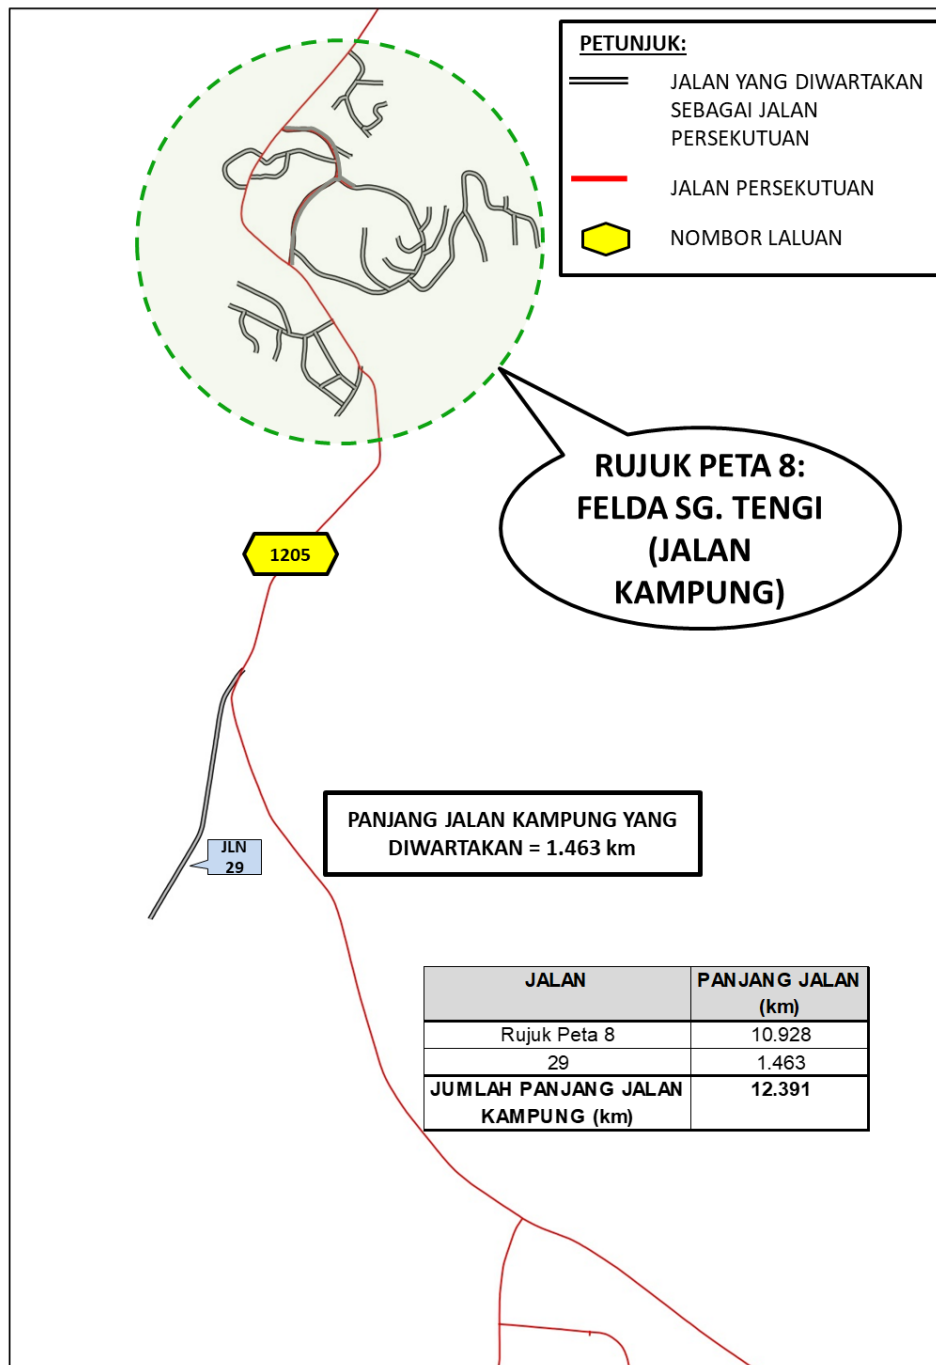 PETUNJUK:
JALAN YANG DIWARTAKAN
SEBAGAI JALAN
PERSEKUTUAN
JALAN PERSEKUTUAN
NOMBOR LALUAN
RUJUK PETA 8:
FELDA SG. TENGI
(JALAN
KAMPUNG)
1205
JLN
29
PANJANG JALAN KAMPUNG YANG
DIWARTAKAN = 1.463 km
JALAN PANJANG JALAN
(km)
Rujuk Peta 8 10.928
29 1.463
JUMLAH PANJANG JALAN 12.391
KAMPUNG (km)